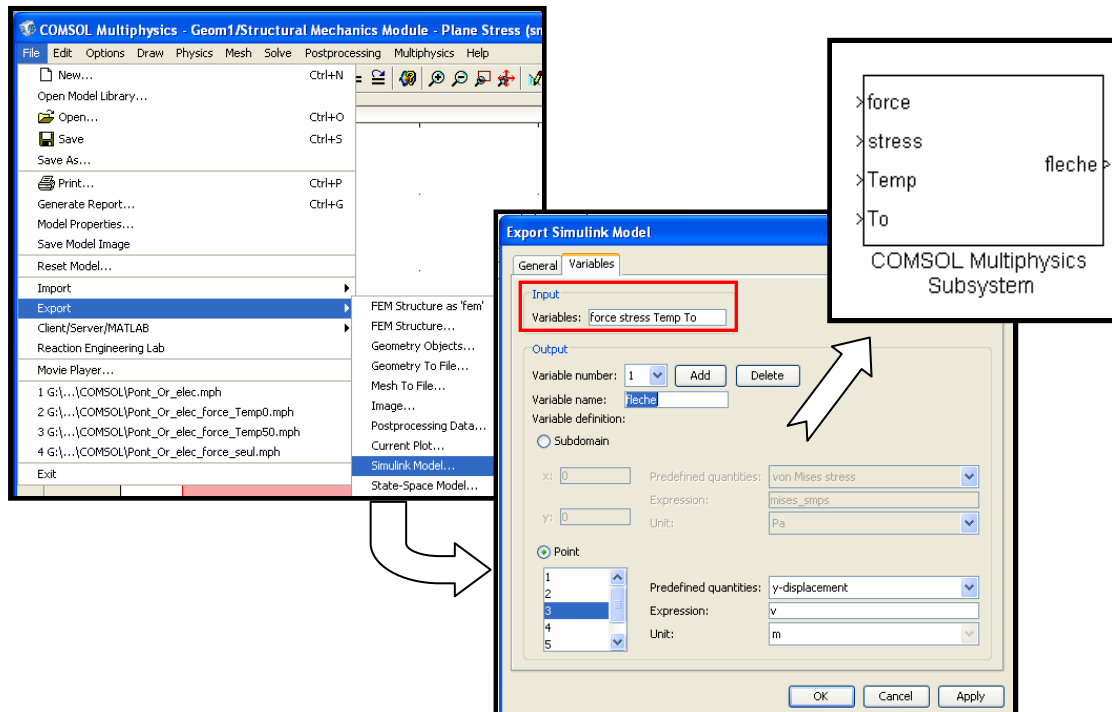 COMSOL Multiphysics - Geom1/Structural Mechanics Module - Plane Stress (sn
File Edit Options Draw Physics Mesh Solve Postprocessing Multiphysics Help
New... Ctrl+N
Open Model Library...
Open... Ctrl+O
Save Ctrl+S
Save As...
Print... Ctrl+P
Generate Report... Ctrl+G
Model Properties...
Save Model Image
Reset Model...
Import
Export
Client/Server/MATLAB
Reaction Engineering Lab
Movie Player...
1 G:\...\COMSOL\Pont_Or_elec.mph
2 G:\...\COMSOL\Pont_Or_elec_force_Temp0.mph
3 G:\...\COMSOL\Pont_Or_elec_force_Temp50.mph
4 G:\...\COMSOL\Pont_Or_elec_force_seul.mph
Exit
FEM Structure as 'fem'
FEM Structure...
Geometry Objects...
Geometry To File...
Mesh To File...
Image...
Postprocessing Data...
Current Plot...
Simulink Model...
State-Space Model...
Export Simulink Model
General Variables
Input
Variables: force stress Temp To
Output
Variable number: 1 Add Delete
Variable name: fleche
Variable definition:
Subdomain
x: 0 Predefined quantities: von Mises stress
Expression: mises_smps
y: 0 Unit: Pa
Point
1
2
3
4
5
Predefined quantities: y-displacement
Expression: v
Unit: m
OK Cancel Apply
force
stress
Temp
To
fleche
COMSOL Multiphysics
Subsystem